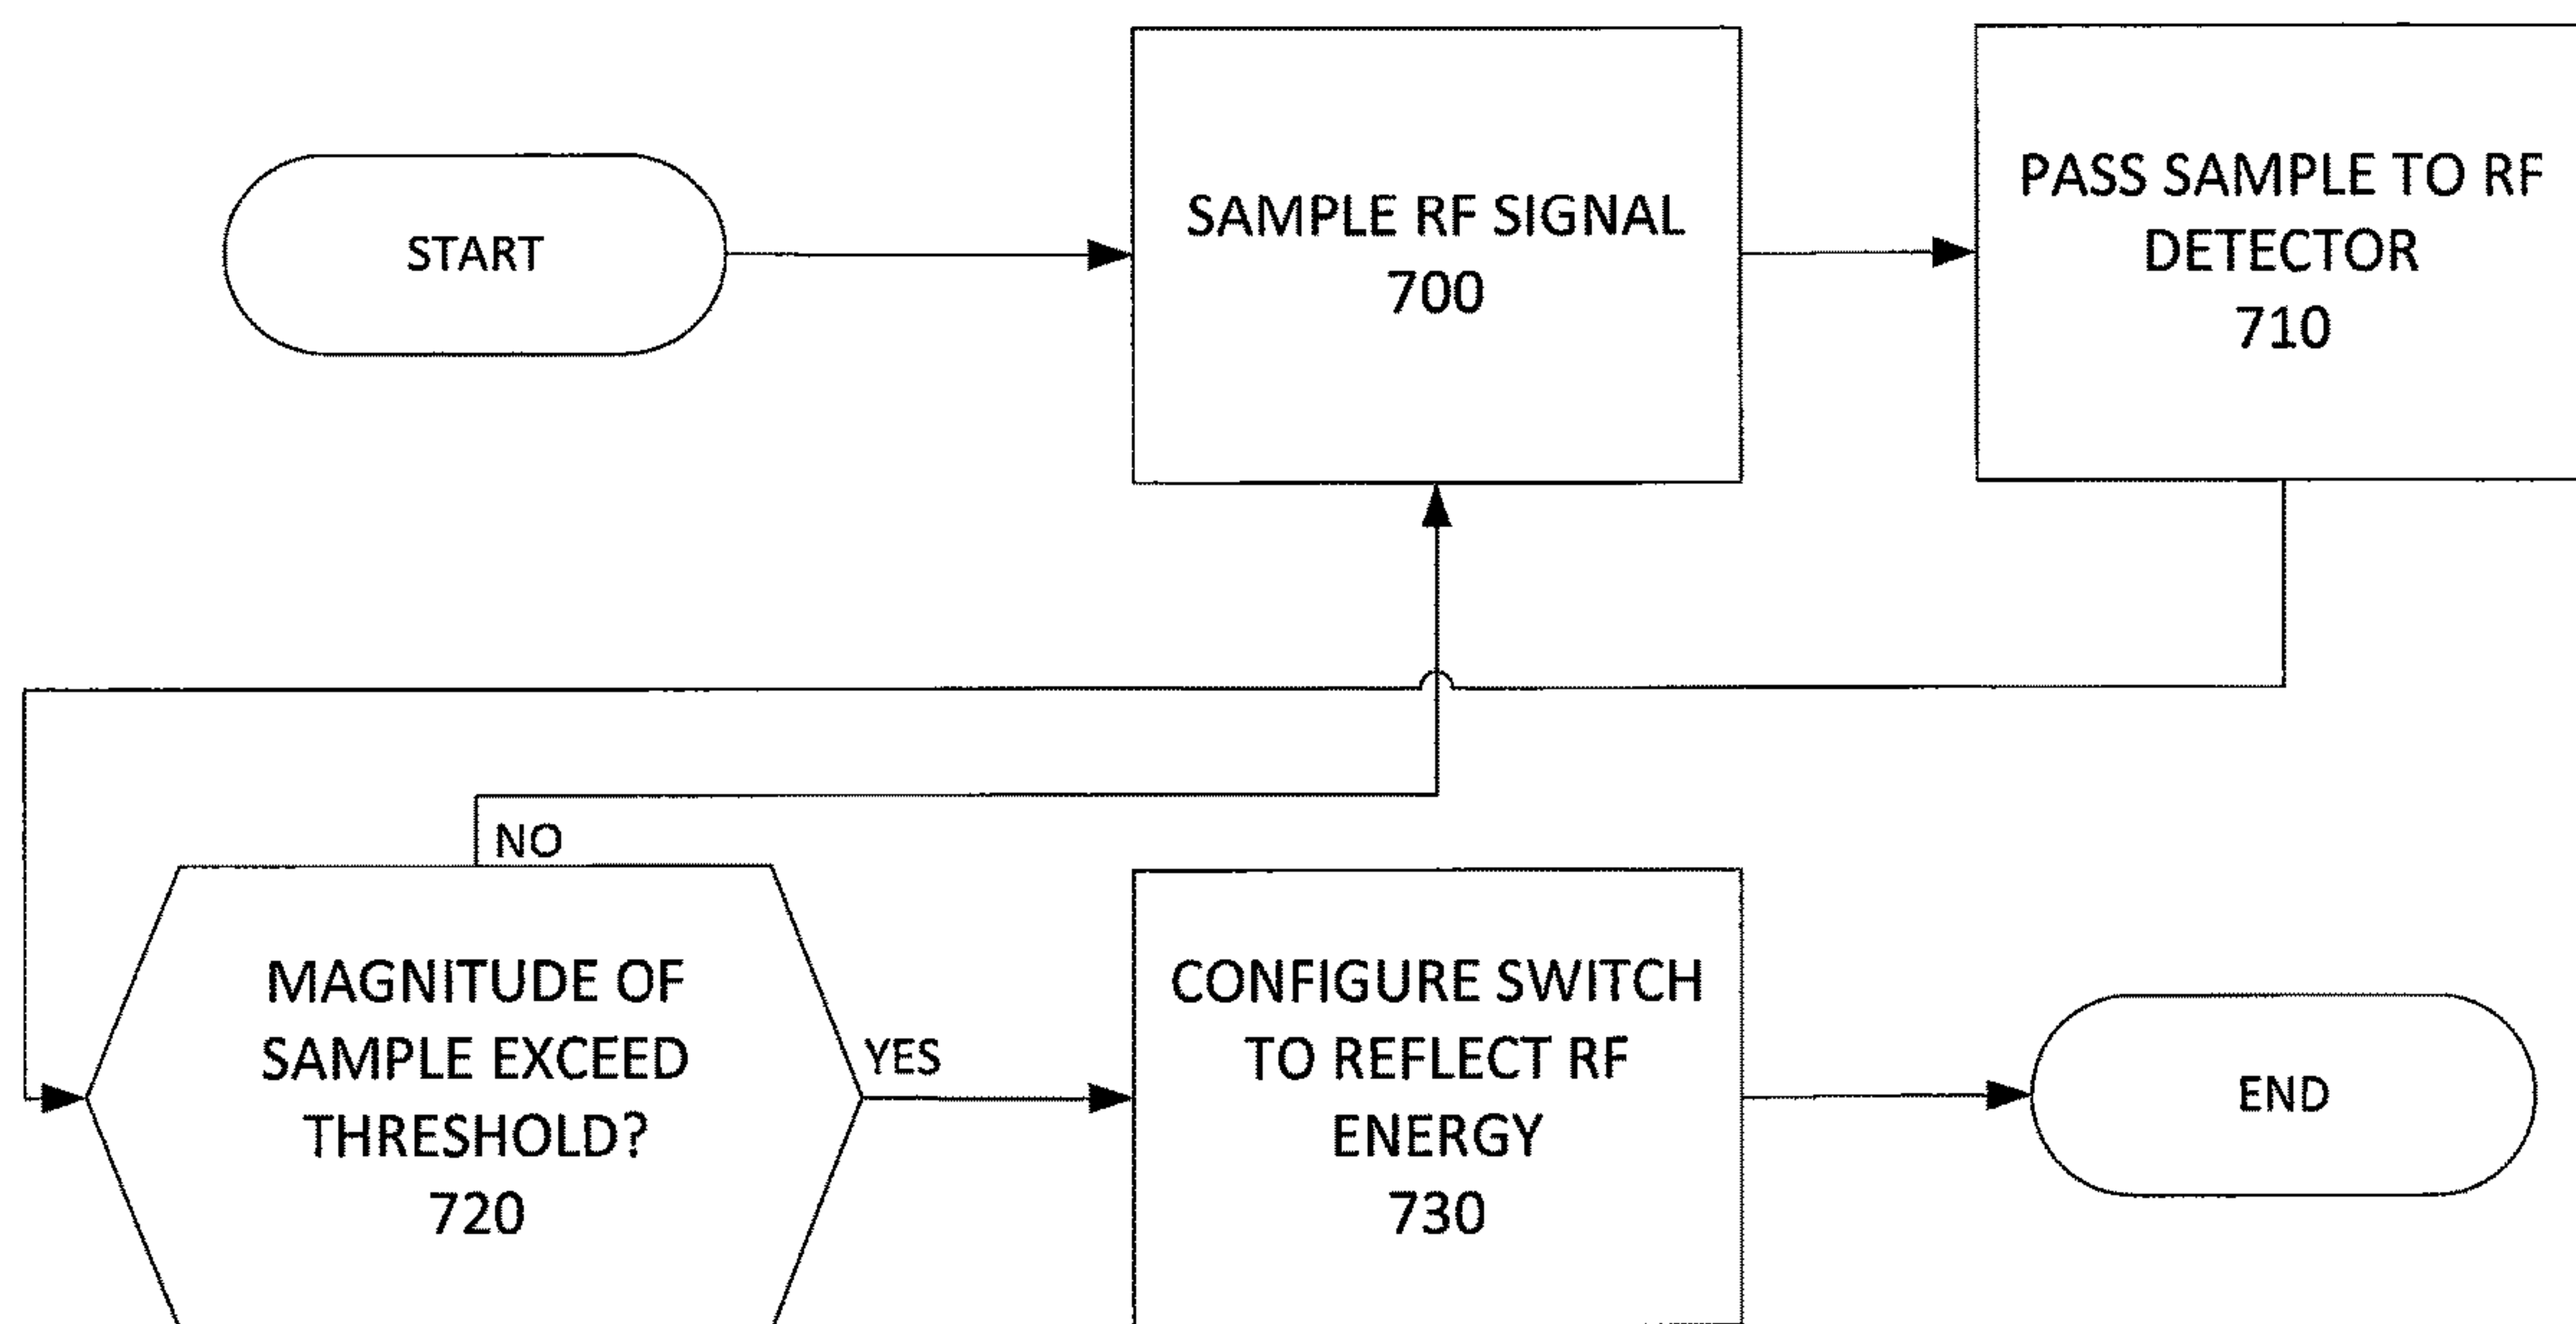 START
SAMPLE RF SIGNAL
700
PASS SAMPLE TO RF
DETECTOR
710
NO
MAGNITUDE OF
SAMPLE EXCEED
THRESHOLD?
720
YES
CONFIGURE SWITCH
TO REFLECT RF
ENERGY
730
END